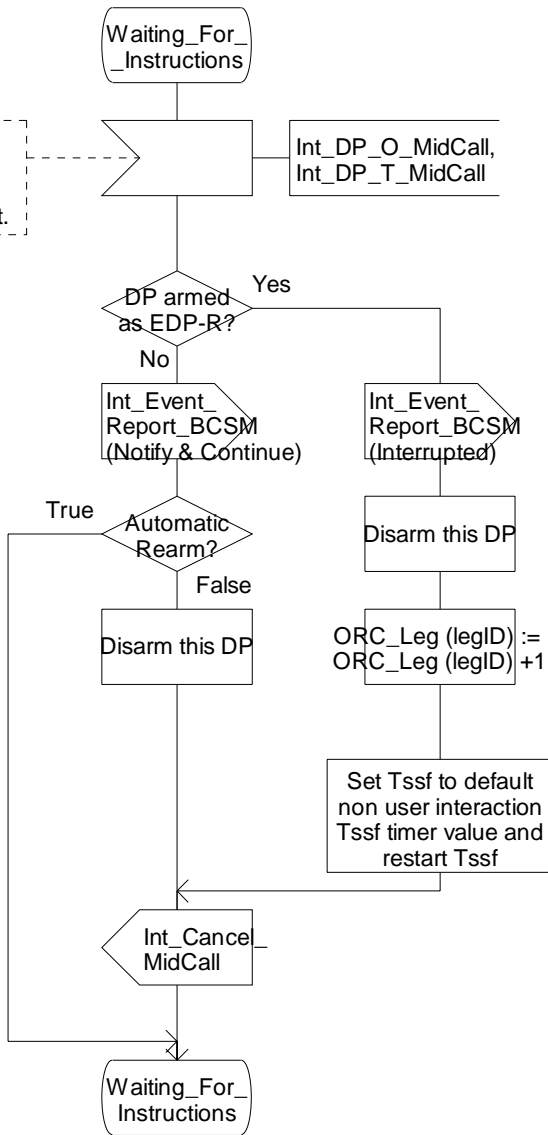 Waiting_For_
_Instructions
Int_DP_O_MidCall,
Int_DP_T_MidCall
t.
DP armed
as EDP-R?
Yes
No
Int_Event_
Report_BCSM
(Notify & Continue)
Int_Event_
Report_BCSM
(Interrupted)
True
Automatic
Rearm?
False
Disarm this DP
Disarm this DP
ORC_Leg (legID) :=
ORC_Leg (legID) +1
Set Tssf to default
non user interaction
Tssf timer value and
restart Tssf
Int_Cancel_
MidCall
Waiting_For_
Instructions